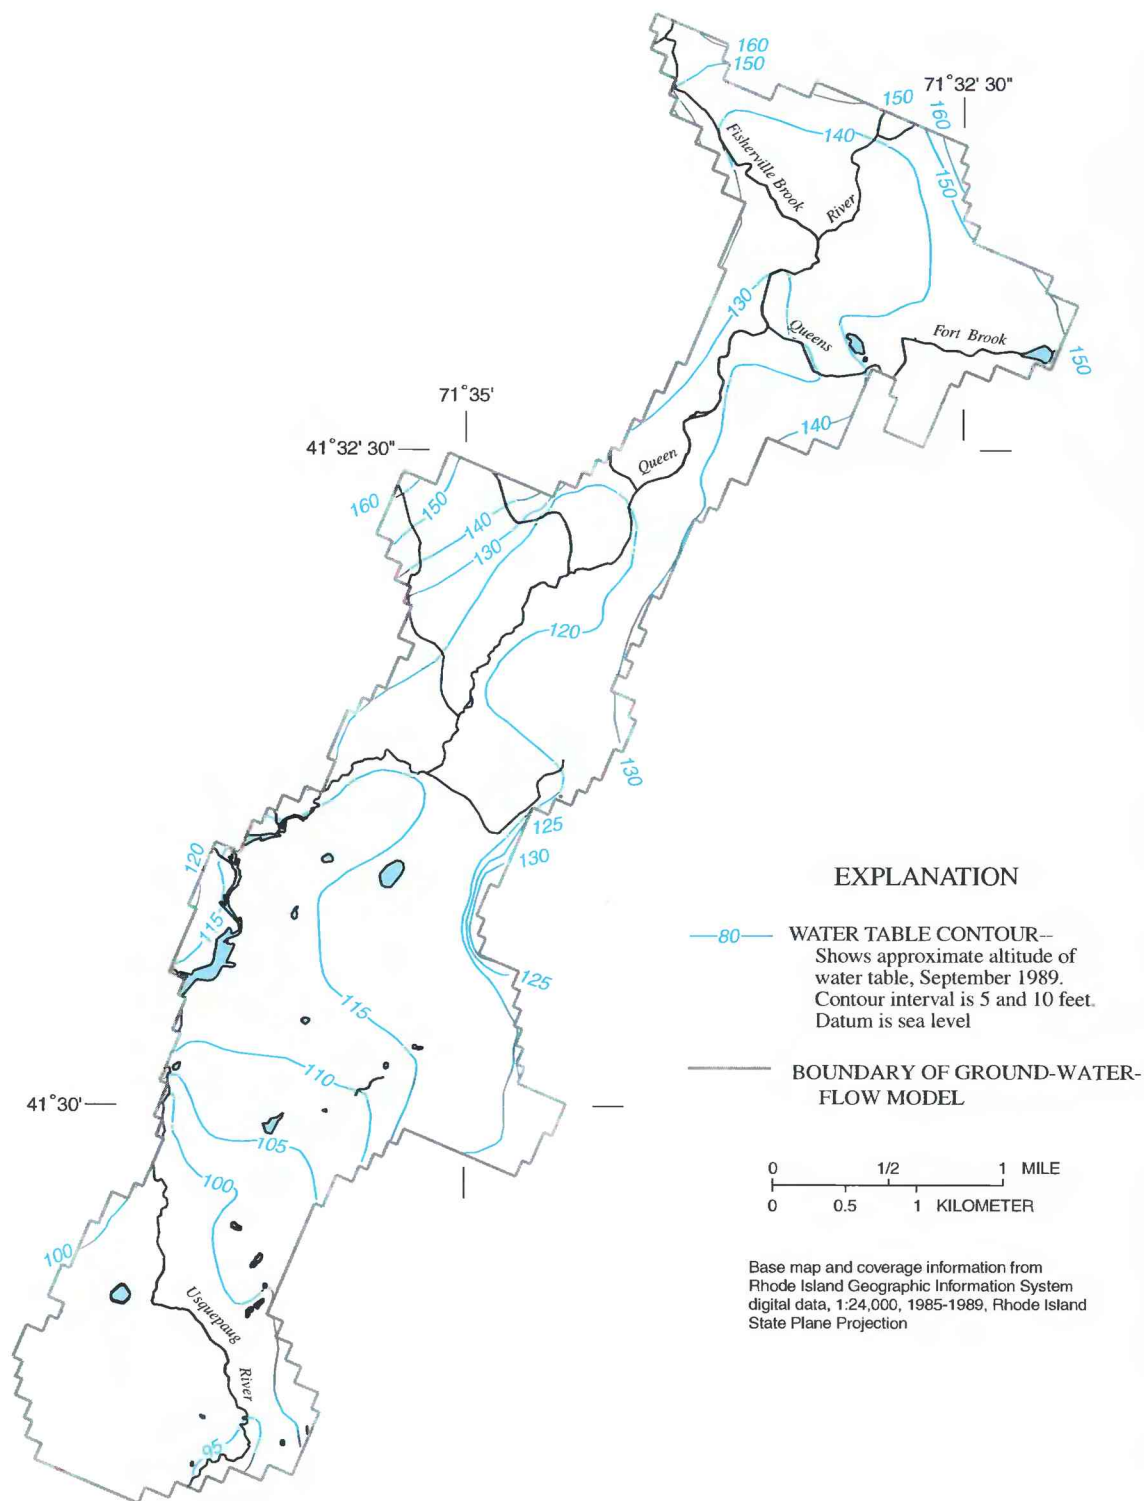 160
150
71°32' 30"
150
160
140
Fisherville Brook
150
River
130
Queens
Fort Brook
150
71°35'
140
41°32' 30"
Queen
160
150
140
130
120
130
125
130
120
115
125
115
110
41°30'
105
100
100
Usquepaug
River
95
EXPLANATION
80
WATER TABLE CONTOUR--
Shows approximate altitude of
water table, September 1989.
Contour interval is 5 and 10 feet.
Datum is sea level
BOUNDARY OF GROUND-WATER-
FLOW MODEL
0 1/2 1 MILE
0 0.5 1 KILOMETER
Base map and coverage information from
Rhode Island Geographic Information System
digital data, 1:24,000, 1985-1989, Rhode Island
State Plane Projection